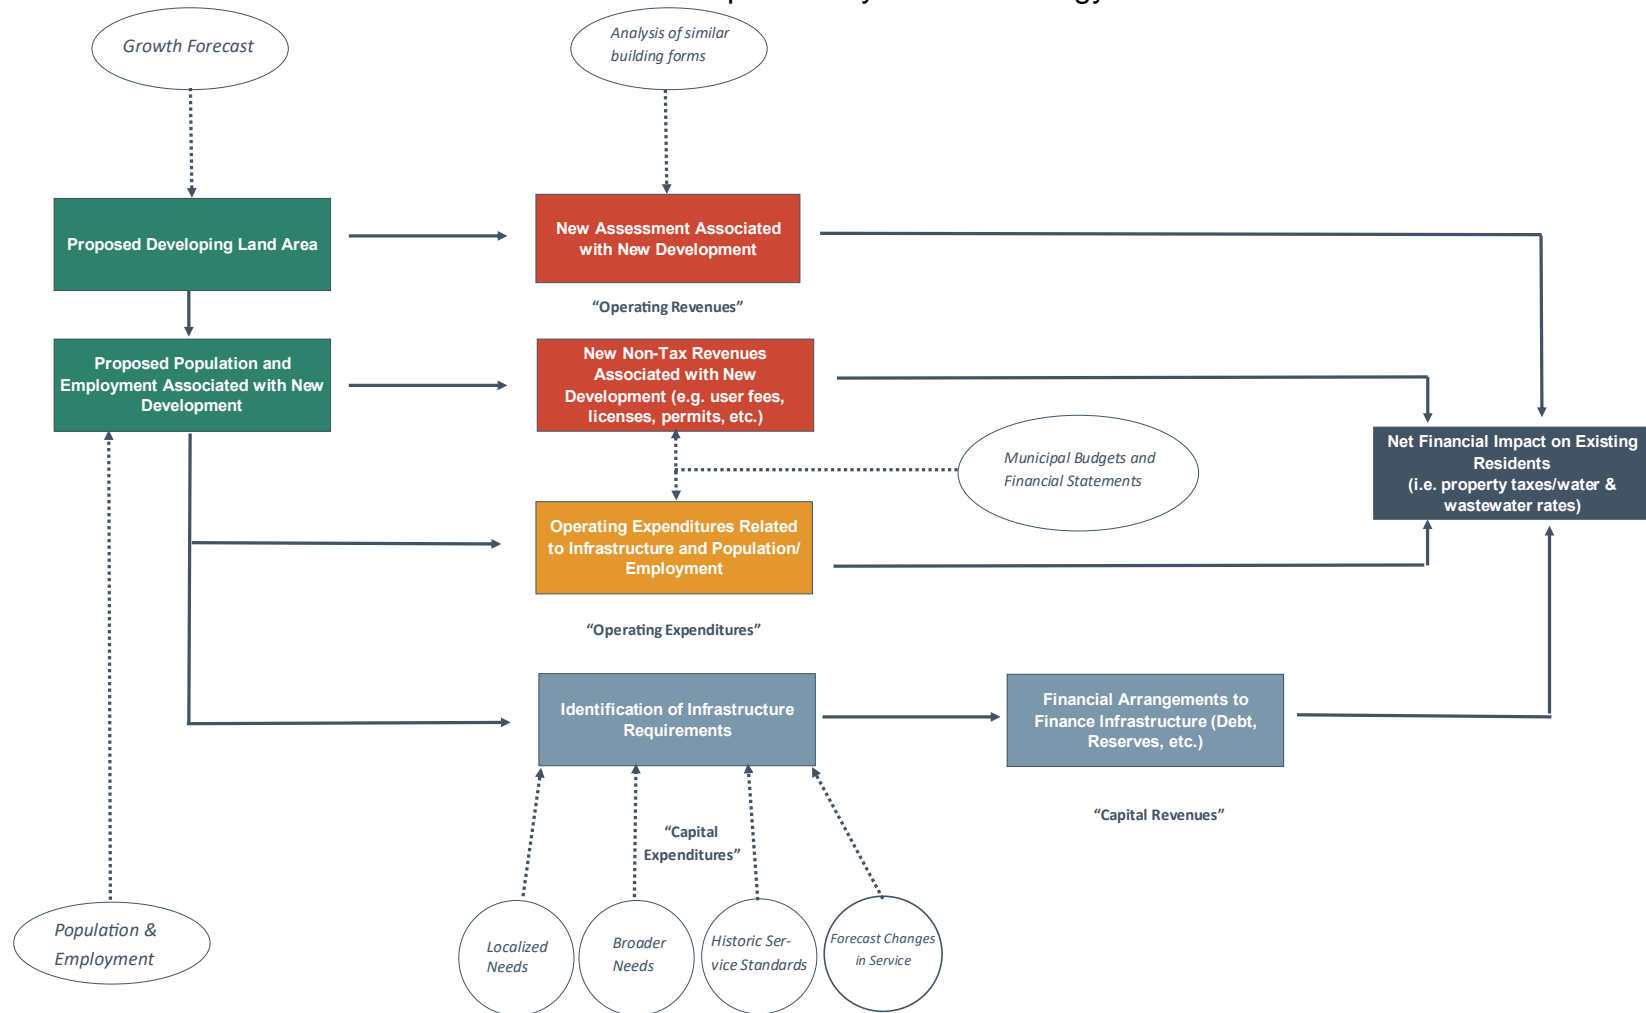 Growth Forecast
Analysis of similar
building forms
Proposed Developing Land Area
New Assessment Associated
with New Development
“Operating Revenues”
Proposed Population and
Employment Associated with New
Development
New Non-Tax Revenues
Associated with New
Development (e.g. user fees,
licenses, permits, etc.)
Municipal Budgets and
Financial Statements
Net Financial Impact on Existing
Residents
(i.e. property taxes/water &
wastewater rates)
Operating Expenditures Related
to Infrastructure and Population/
Employment
“Operating Expenditures”
Identification of Infrastructure
Requirements
Financial Arrangements to
Finance Infrastructure (Debt,
Reserves, etc.)
“Capital Revenues”
“Capital
Expenditures”
Population &
Employment
Localized
Needs
Broader
Needs
Historic Ser-
vice Standards
Forecast Changes
in Service